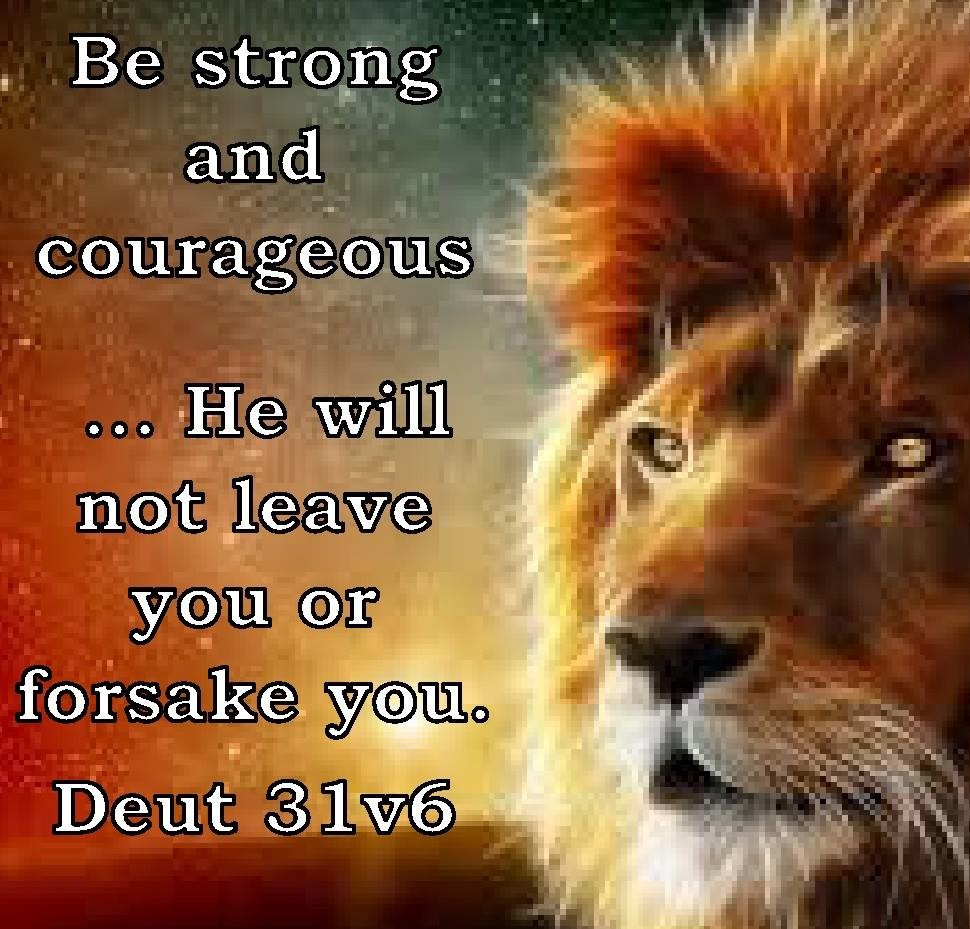 Be strong
and
courageous
... He will
not leave
you or
forsake you.
Deut 31v6